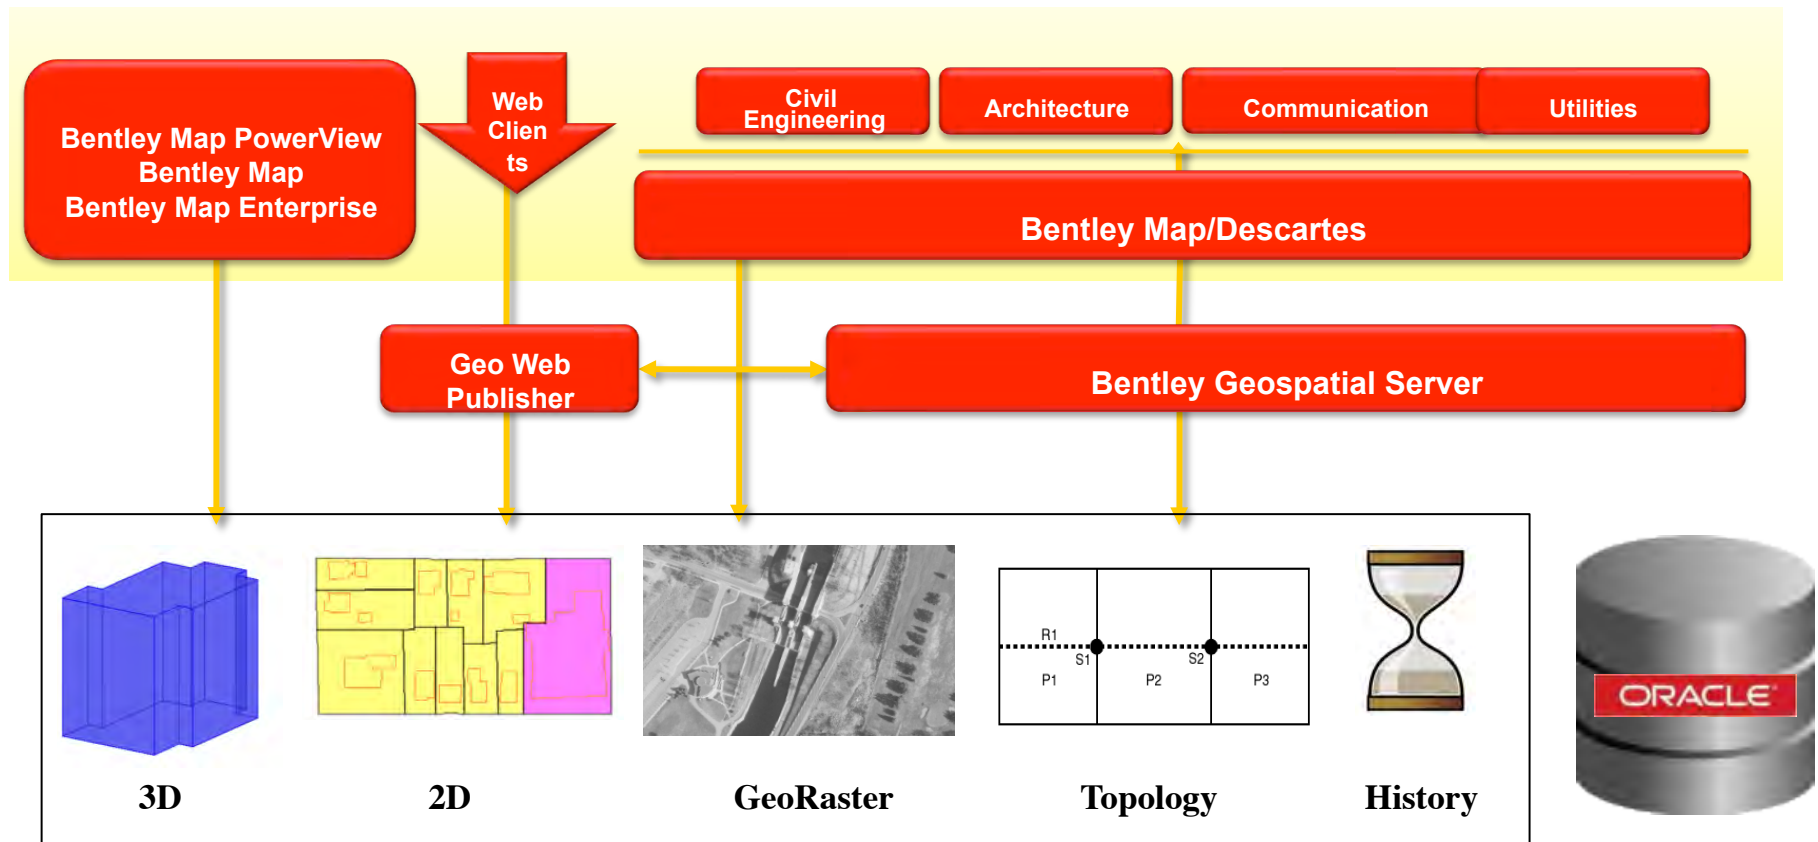 Bentley Map PowerView
Bentley Map
Bentley Map Enterprise
Web
Clien
ts
Civil
Engineering
Architecture
Communication
Utilities
Bentley Map/Descartes
Geo Web
Publisher
Bentley Geospatial Server
R1
S1
S2
P1
P2
P3
ORACLE
3D
2D
GeoRaster
Topology
History